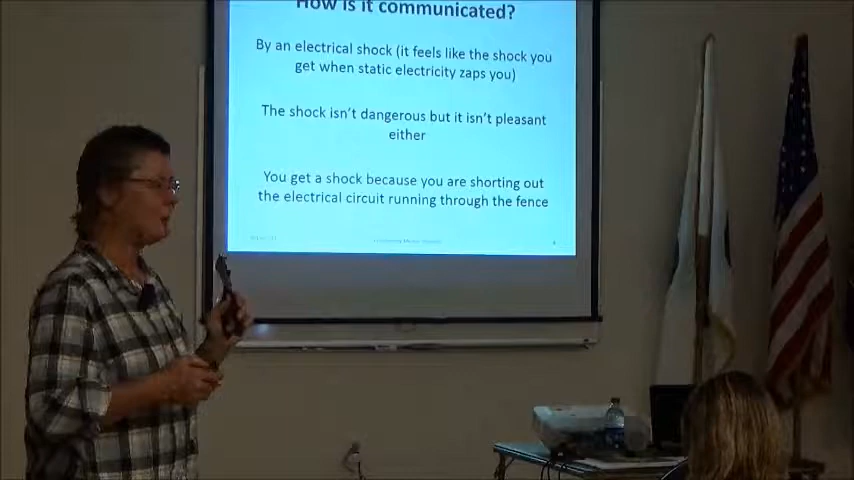 How is it communicated?
By an electrical shock (it feels like the shock you
get when static electricity zaps you)
The shock isn't dangerous but it isn't pleasant
either
You get a shock because you are shorting out
the electrical circuit running through the fence